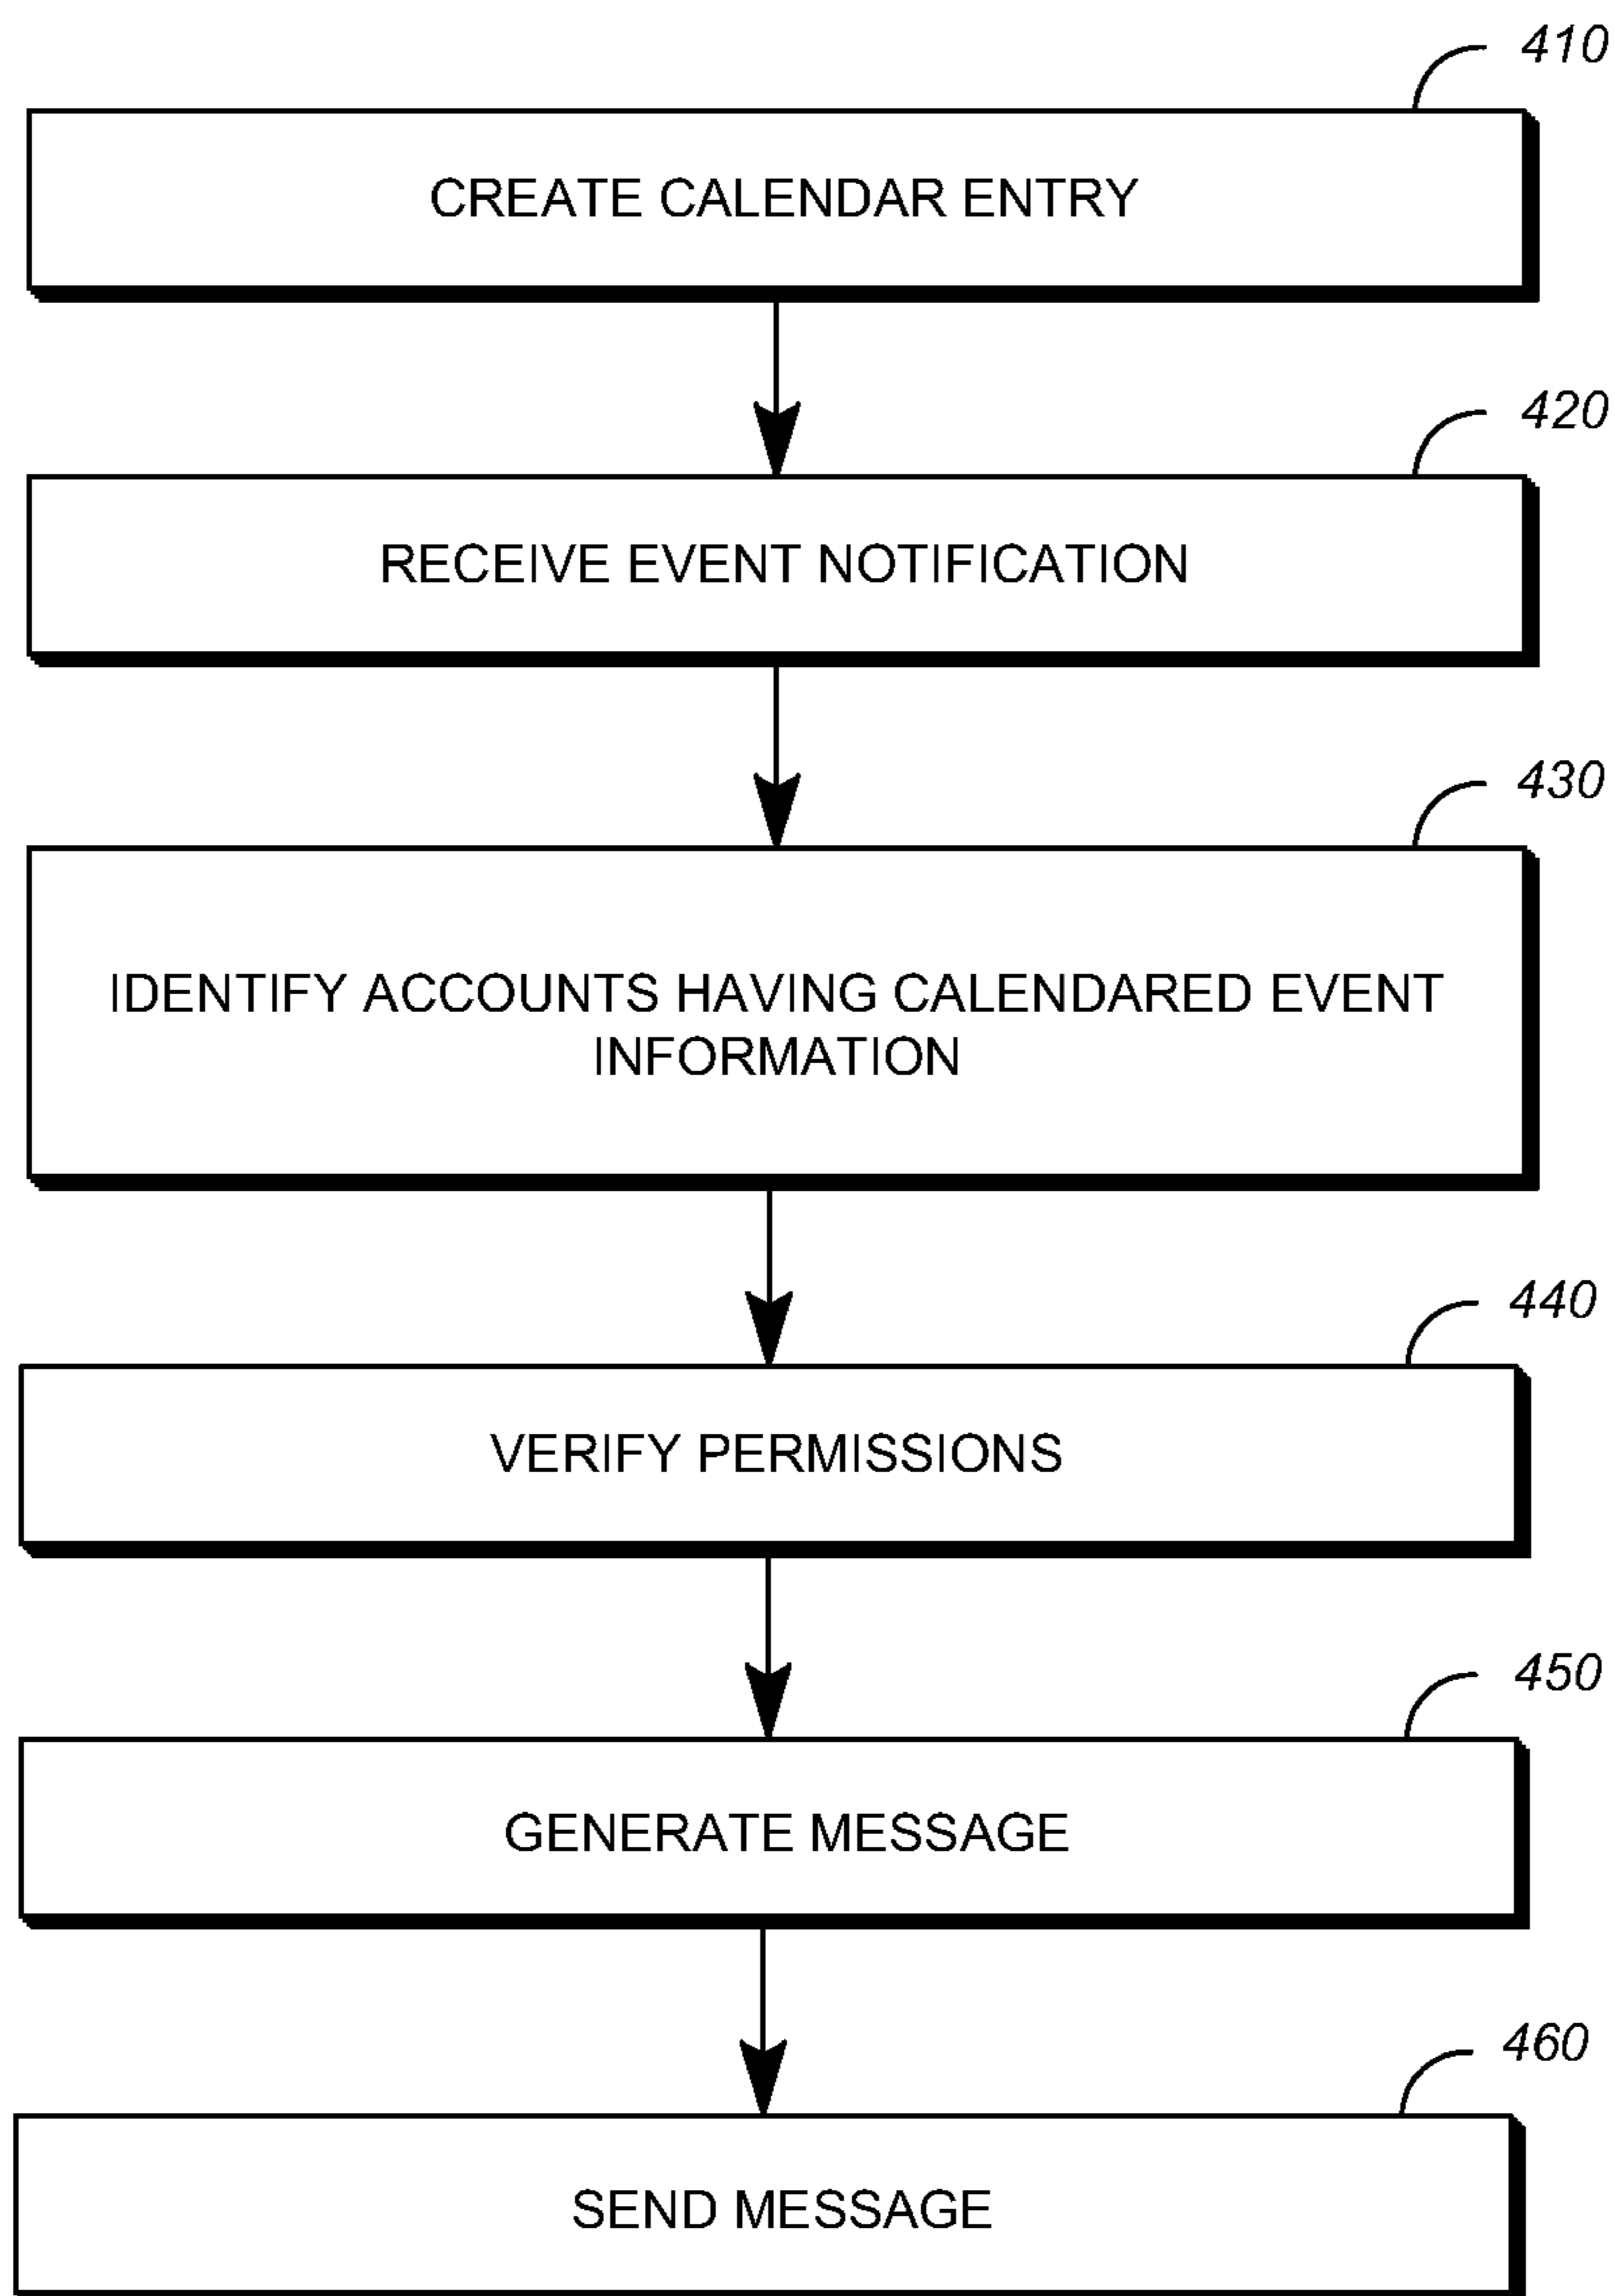 410
CREATE CALENDAR ENTRY
420
RECEIVE EVENT NOTIFICATION
430
IDENTIFY ACCOUNTS HAVING CALENDARED EVENT
INFORMATION
440
VERIFY PERMISSIONS
450
GENERATE MESSAGE
460
SEND MESSAGE